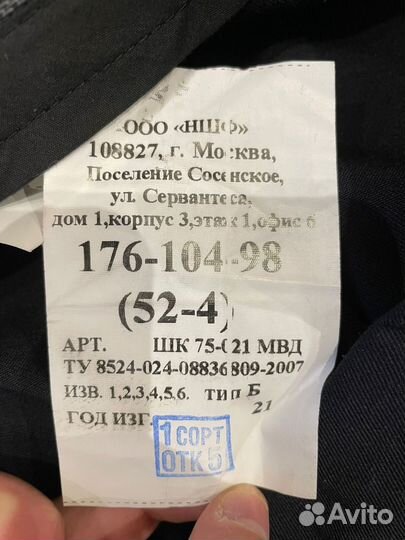 ООО «НШФ»
108827, г. Москва,
Поселение Сосенское,
ул. Сервантеса,
дом 1,корпус 3,этаж 1,офис 6
176-104-98
(52-4)
АРТ. ШК 75-021 МВД
ТУ 8524-024-08836809-2007
ИЗВ. 1,2,3,4,5,6. тип Б
21
ГОД ИЗГ.
1 СОРТ
ОТК 5
Avito